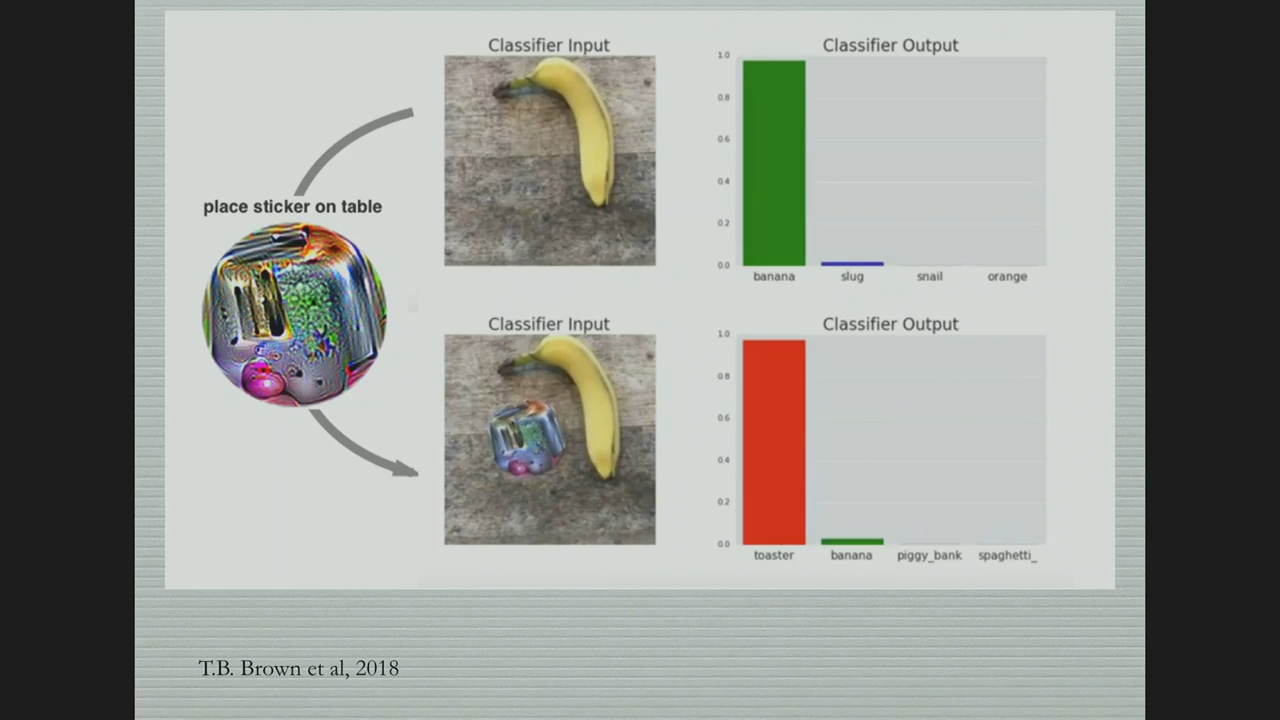 Classifier Input
Classifier Output
1.0
0.8
0.6
0.4
0.2
0.0
banana slug snail orange
place sticker on table
Classifier Input
Classifier Output
1.0
0.8
0.6
0.4
0.2
0.0
toaster banana piggy_bank spaghetti_
T.B. Brown et al, 2018